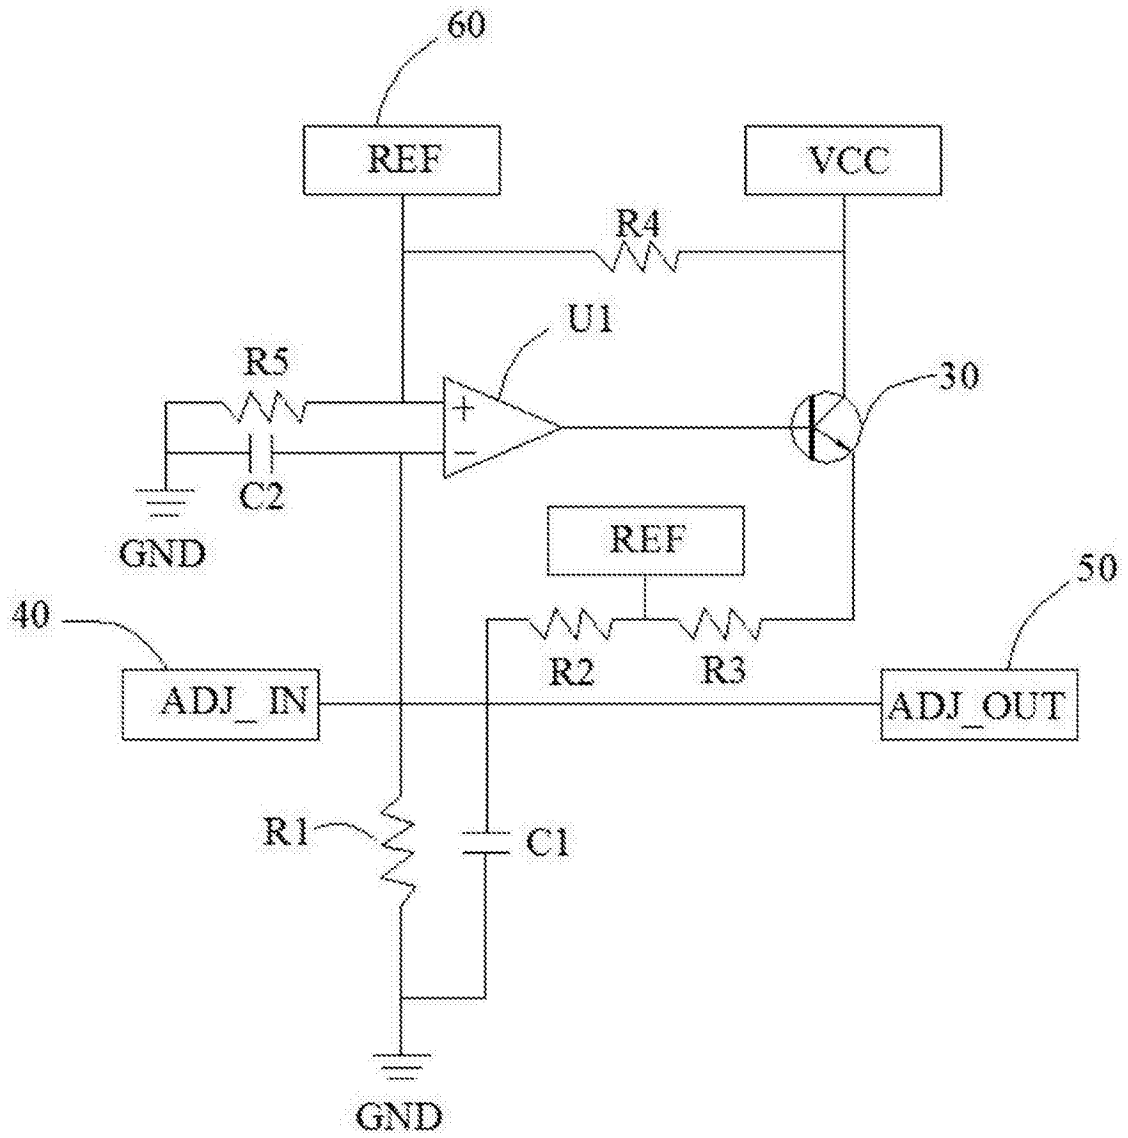 60
REF
VCC
R4
U1
R5
+
30
−
C2
GND
REF
50
40
R2
R3
ADJ_IN
ADJ_OUT
R1
C1
GND